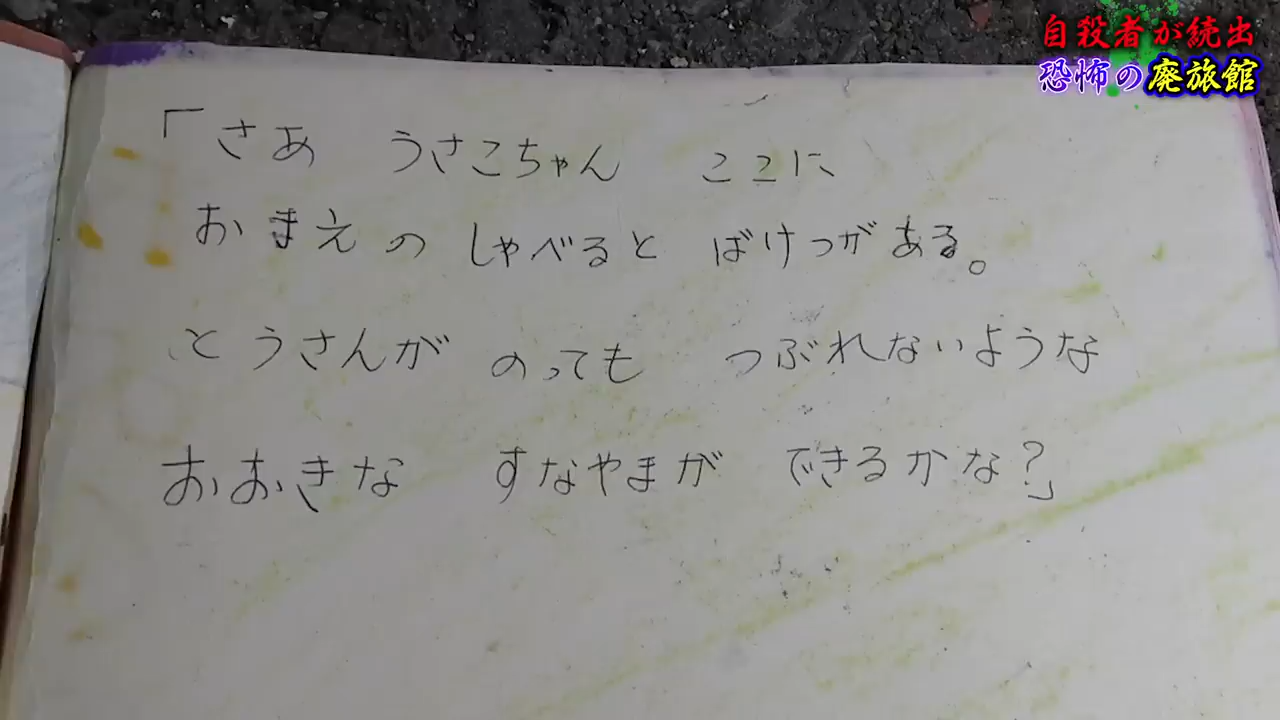 自殺者が続出
恐怖の廃旅館
「さあ　うさこちゃん　ここに
おまえの しゃべると ばけつがある。
とうさんが のっても つぶれないような
おおきな　すなやまが　できるかな?」